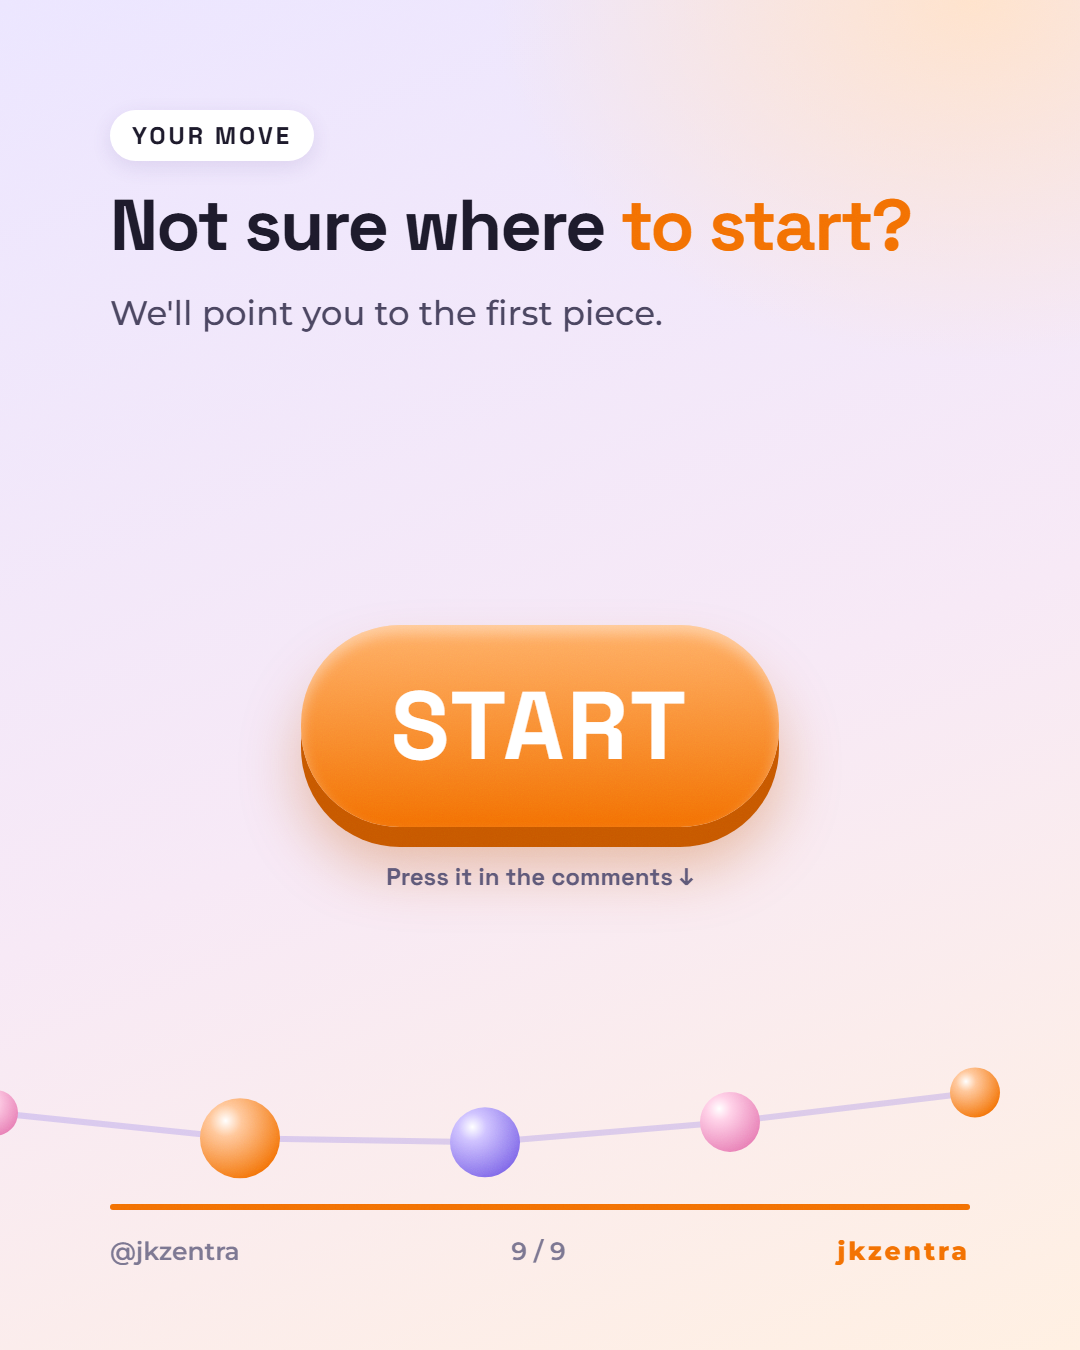 YOUR MOVE
Not sure where to start?
We'll point you to the first piece.
START
Press it in the comments ↓
@jkzentra
9 / 9
jkzentra